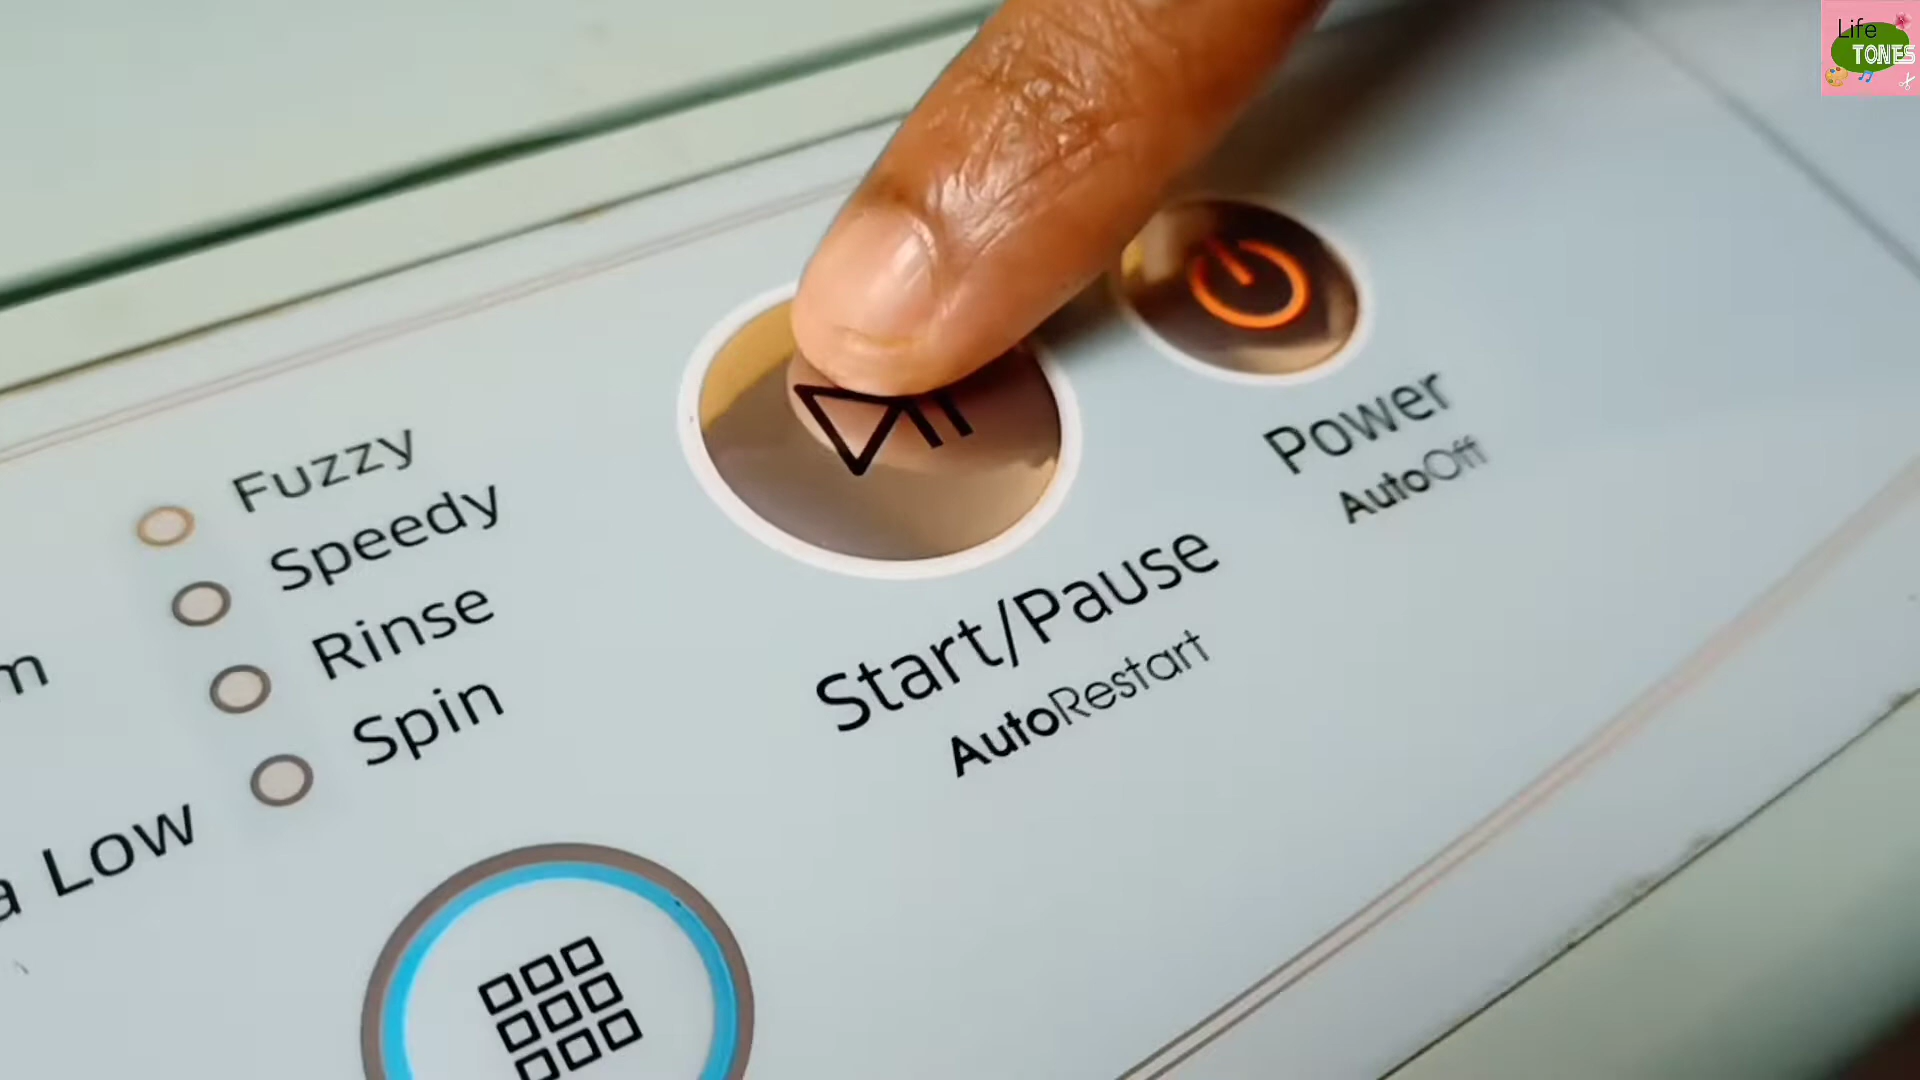 Life
TONES
Fuzzy
Speedy
Rinse
Spin
Low
Start/Pause
AutoRestart
Power
AutoOff